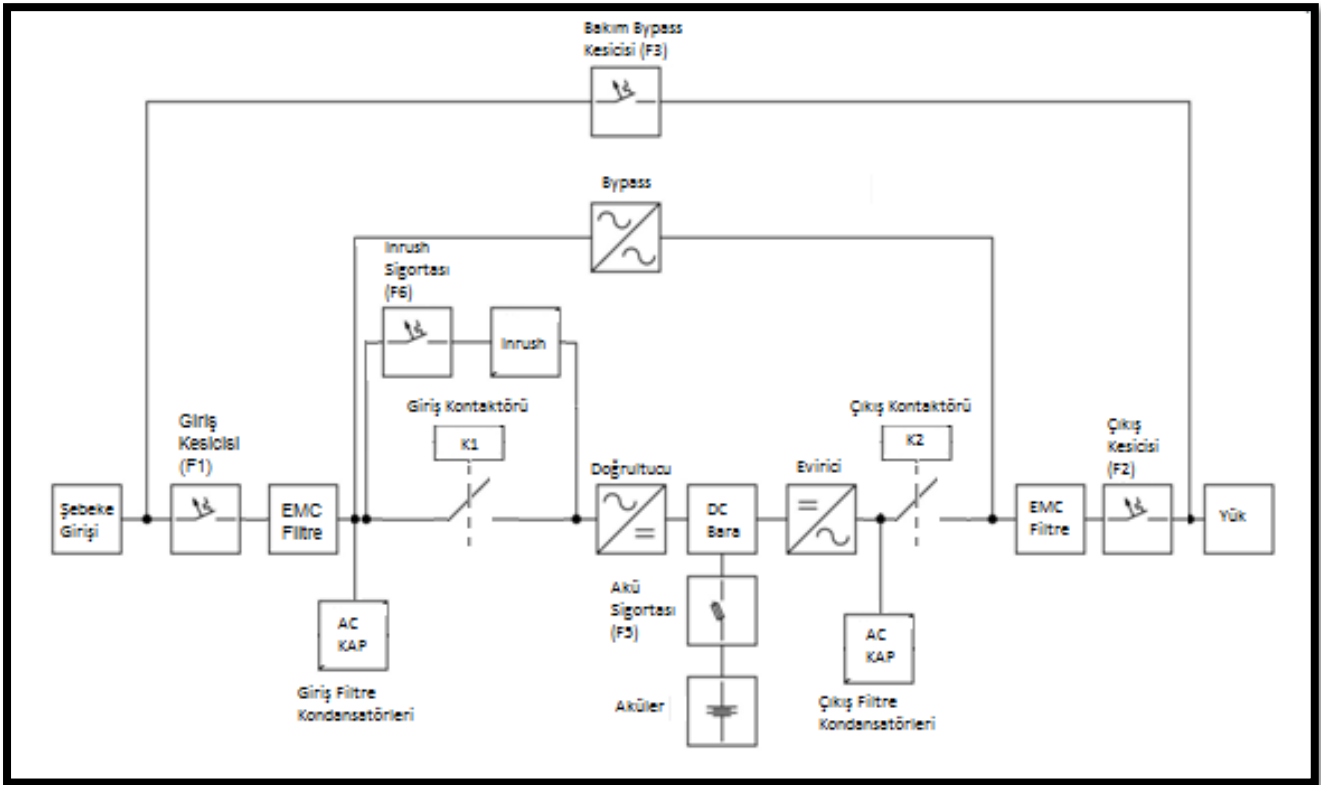 Bakım Bypass
Kesicisi (F3)
Bypass
Inrush
Sigortası
(F6)
Inrush
Giriş Kontaktörü
K1
Çıkış Kontaktörü
K2
Giriş
Kesicisi
(F1)
Çıkış
Kesicisi
(F2)
Doğrultucu
Evirici
Şebeke
Girişi
EMC
Filtre
DC
Bara
EMC
Filtre
Yük
Akü
Sigortası
(F5)
AC
KAP
AC
KAP
Giriş Filtre
Kondansatörleri
Aküler
Çıkış Filtre
Kondansatörleri